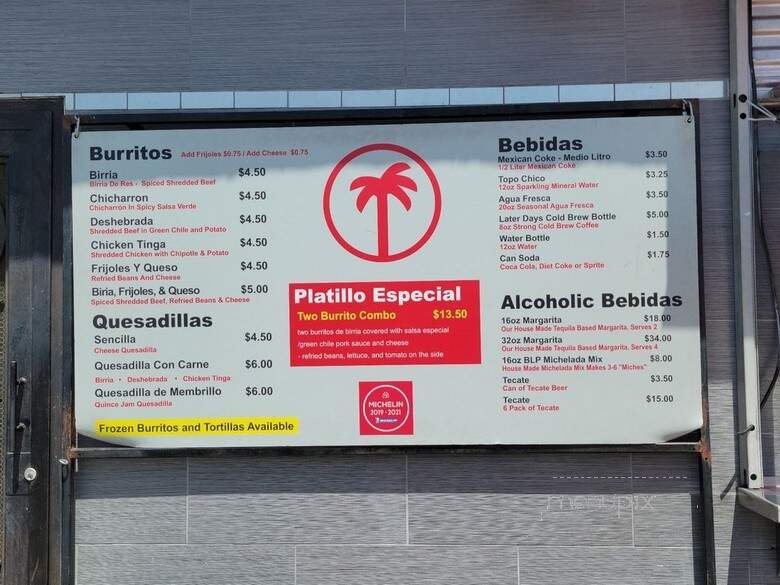 Burritos Add Frijoles $0.75 / Add Cheese $0.75
Birria $4.50
Birria De Res - Spiced Shredded Beef
Chicharron $4.50
Chicharrón In Spicy Salsa Verde
Deshebrada $4.50
Shredded Beef in Green Chile and Potato
Chicken Tinga $4.50
Shredded Chicken with Chipotle & Potato
Frijoles Y Queso $4.50
Refried Beans And Cheese
Biria, Frijoles, & Queso $5.00
Spiced Shredded Beef, Refried Beans & Cheese
Quesadillas
Sencilla $4.50
Cheese Quesadilla
Quesadilla Con Carne $6.00
Birria • Deshebrada • Chicken Tinga
Quesadilla de Membrillo $6.00
Quince Jam Quesadilla
Frozen Burritos and Tortillas Available
Platillo Especial
Two Burrito Combo $13.50
two burritos de birria covered with salsa especial
/green chile pork sauce and cheese
- refried beans, lettuce, and tomato on the side
MICHELIN
2019 - 2021
Bebidas
Mexican Coke - Medio Litro $3.50
1/2 Liter Mexican Coke
Topo Chico $3.25
12oz Sparkling Mineral Water
Agua Fresca $3.50
20oz Seasonal Agua Fresca
Later Days Cold Brew Bottle $5.00
8oz Strong Cold Brew Coffee
Water Bottle $1.50
12oz Water
Can Soda $1.75
Coca Cola, Diet Coke or Sprite
Alcoholic Bebidas
16oz Margarita $18.00
Our House Made Tequila Based Margarita, Serves 2
32oz Margarita $34.00
Our House Made Tequila Based Margarita, Serves 4
16oz BLP Michelada Mix $8.00
House Made Michelada Mix Makes 3-6 "Miches"
Tecate $3.50
Can of Tecate Beer
Tecate $15.00
6 Pack of Tecate
menupix